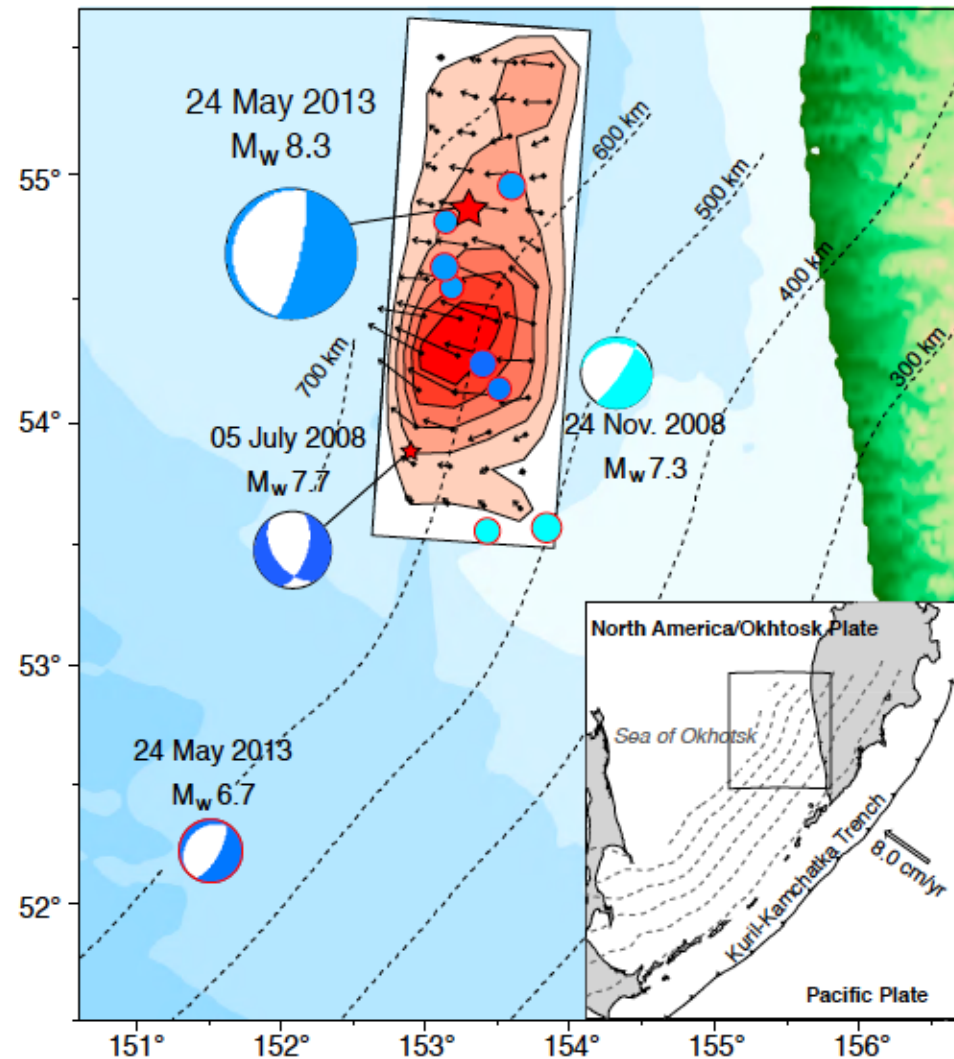 24 May 2013
Mw 8.3
600 km
500 km
400 km
300 km
700 km
05 July 2008
Mw 7.7
24 Nov. 2008
Mw 7.3
24 May 2013
Mw 6.7
55°
54°
53°
52°
151°
152°
153°
154°
155°
156°
North America/Okhtosk Plate
Sea of Okhotsk
Kuril-Kamchatka Trench
8.0 cm/yr
Pacific Plate